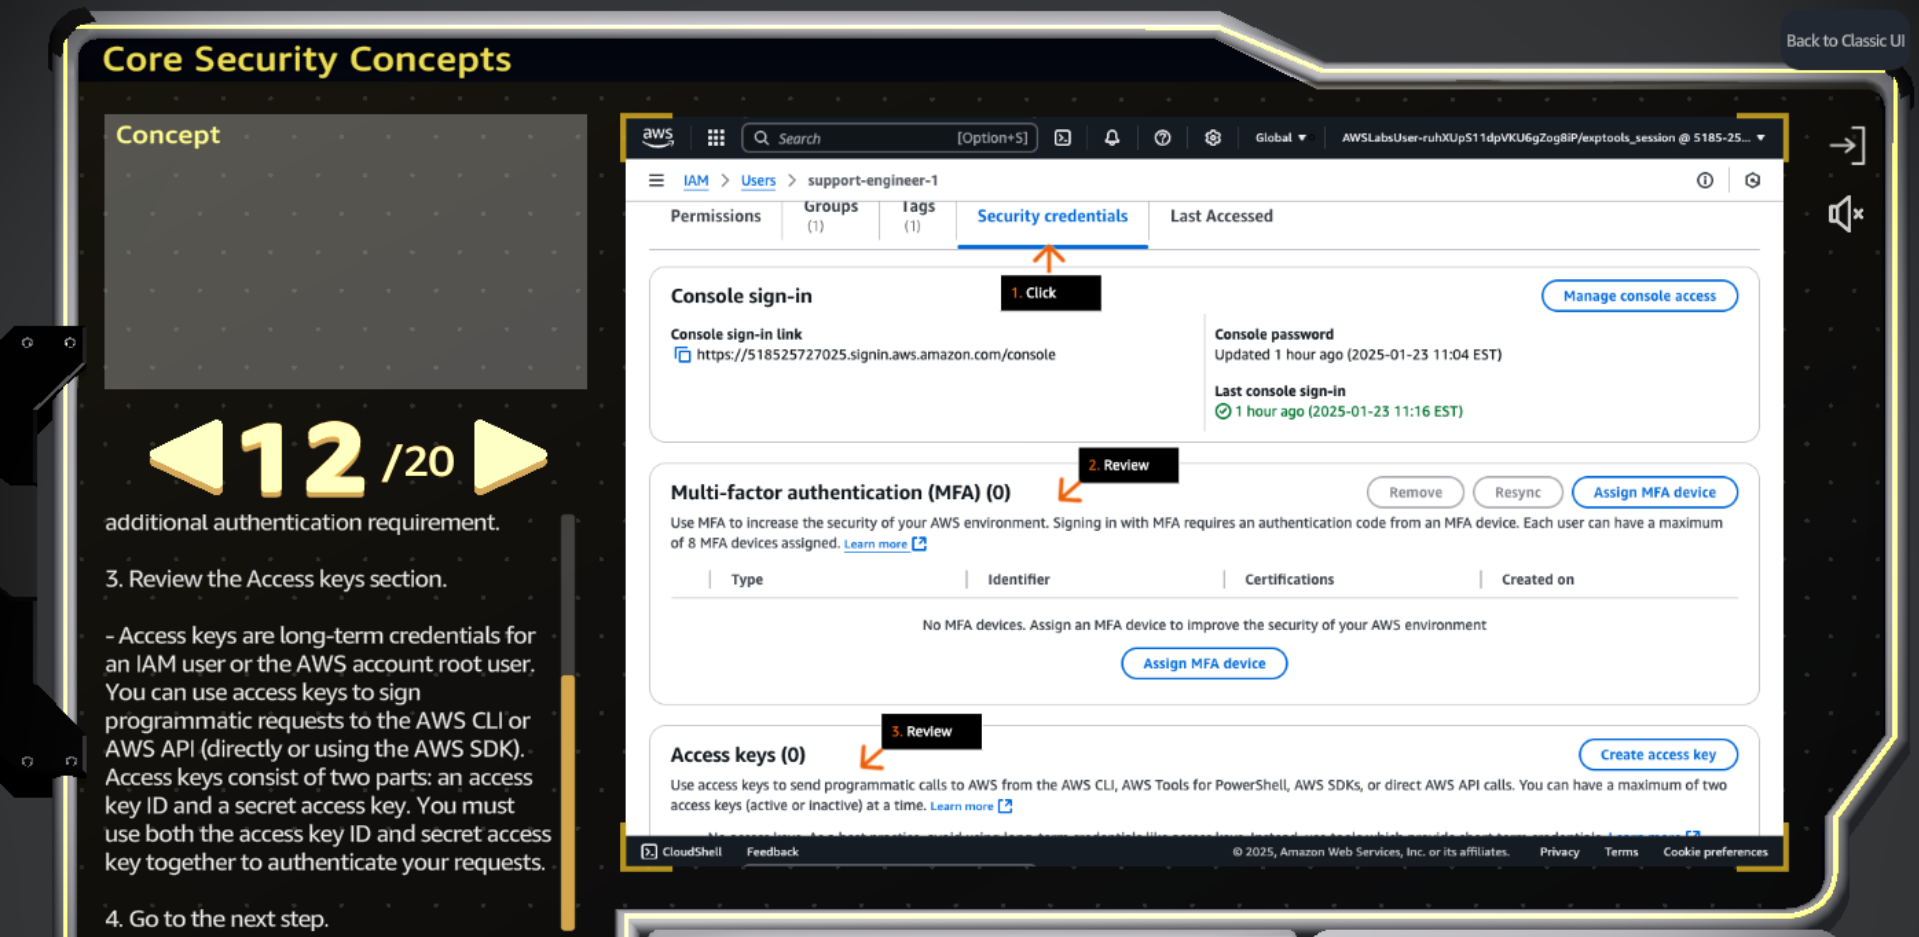 Back to Classic UI
Core Security Concepts
Concept
12 /20
additional authentication requirement.
3. Review the Access keys section.
- Access keys are long-term credentials for
an IAM user or the AWS account root user.
You can use access keys to sign
programmatic requests to the AWS CLI or
AWS API (directly or using the AWS SDK).
Access keys consist of two parts: an access
key ID and a secret access key. You must
use both the access key ID and secret access
key together to authenticate your requests.
4. Go to the next step.
aws
Search [Option+S]
Global
AWSLabsUser-ruhXUpS11dpVKU6gZog8iP/exptools_session @ 5185-25...
IAM > Users > support-engineer-1
Permissions
Groups (1)
Tags (1)
Security credentials
Last Accessed
1. Click
Console sign-in
Manage console access
Console sign-in link
https://518525727025.signin.aws.amazon.com/console
Console password
Updated 1 hour ago (2025-01-23 11:04 EST)
Last console sign-in
1 hour ago (2025-01-23 11:16 EST)
2. Review
Multi-factor authentication (MFA) (0)
Remove
Resync
Assign MFA device
Use MFA to increase the security of your AWS environment. Signing in with MFA requires an authentication code from an MFA device. Each user can have a maximum
of 8 MFA devices assigned. Learn more
Type Identifier Certifications Created on
No MFA devices. Assign an MFA device to improve the security of your AWS environment
Assign MFA device
3. Review
Access keys (0)
Create access key
Use access keys to send programmatic calls to AWS from the AWS CLI, AWS Tools for PowerShell, AWS SDKs, or direct AWS API calls. You can have a maximum of two
access keys (active or inactive) at a time. Learn more
CloudShell
Feedback
© 2025, Amazon Web Services, Inc. or its affiliates.
Privacy
Terms
Cookie preferences